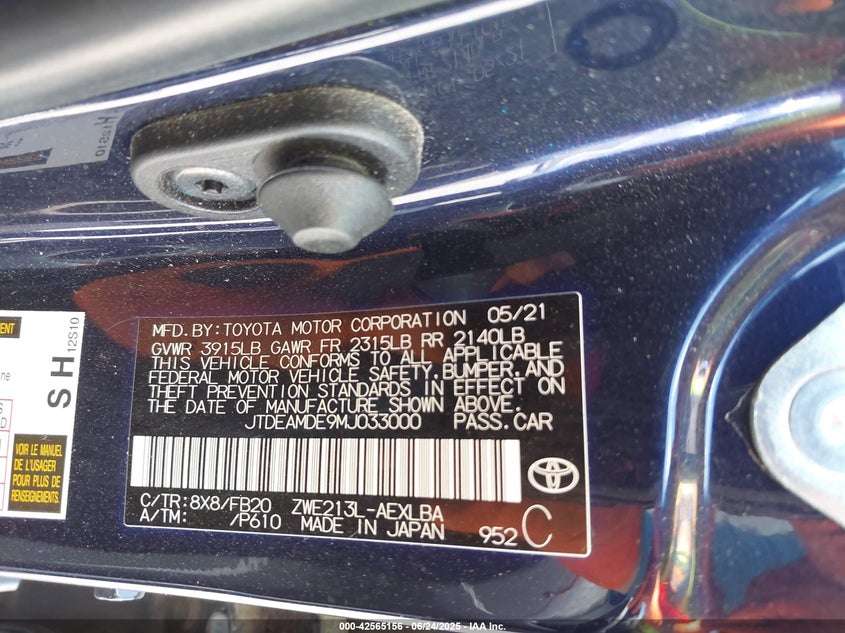 MFD. BY: TOYOTA MOTOR CORPORATION 05/21
GVWR 3915LB GAWR FR 2315LB RR 2140LB
THIS VEHICLE CONFORMS TO ALL APPLICABLE
FEDERAL MOTOR VEHICLE SAFETY, BUMPER, AND
THEFT PREVENTION STANDARDS IN EFFECT ON
THE DATE OF MANUFACTURE SHOWN ABOVE.
JTDEAMDE9MJ033000 PASS. CAR
C/TR: 8X8/FB20 ZWE213L-AEXLBA
A/TM: /P610 MADE IN JAPAN 952 C
SH 12S10
VOIR LE MANUEL
DE L'USAGER
POUR PLUS DE
000-42565156 - 06/24/2025 - IAA Inc.